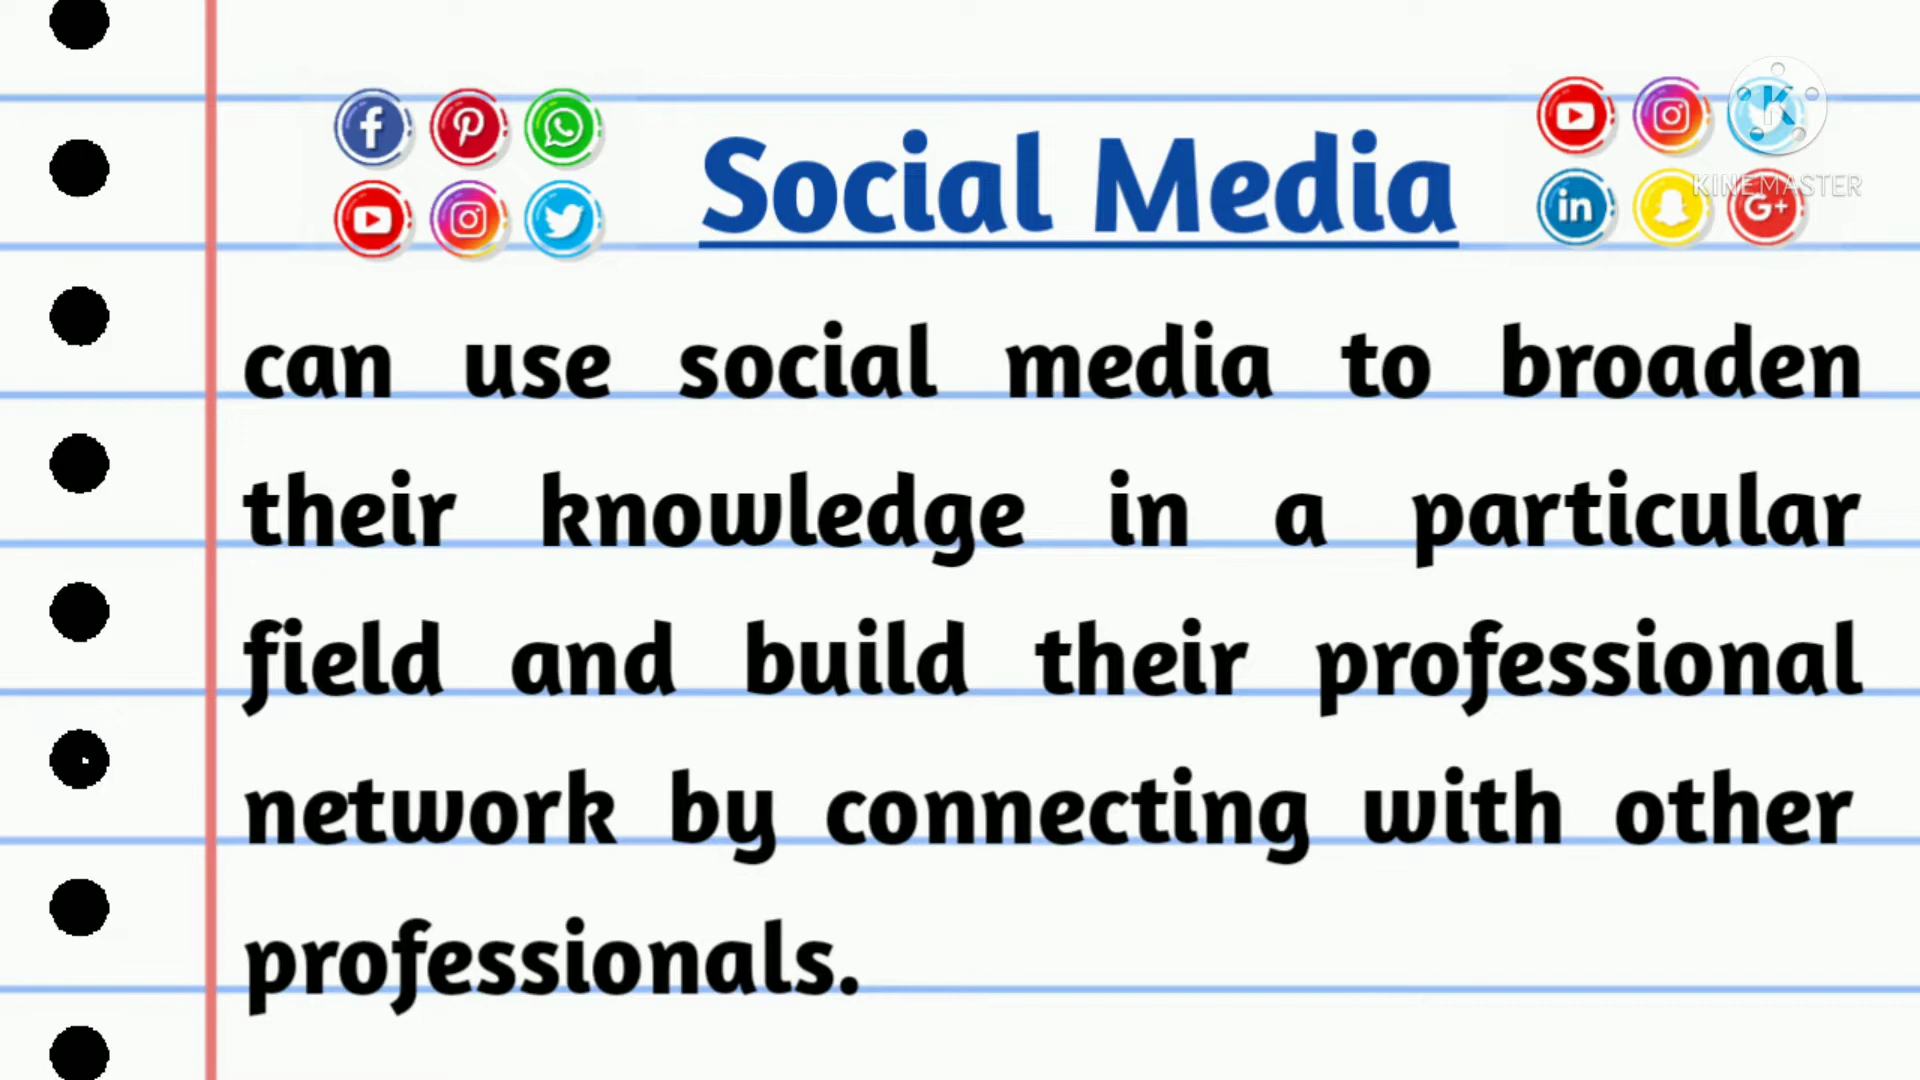 Social Media
KINEMASTER
can use social media to broaden
their knowledge in a particular
field and build their professional
network by connecting with other
professionals.